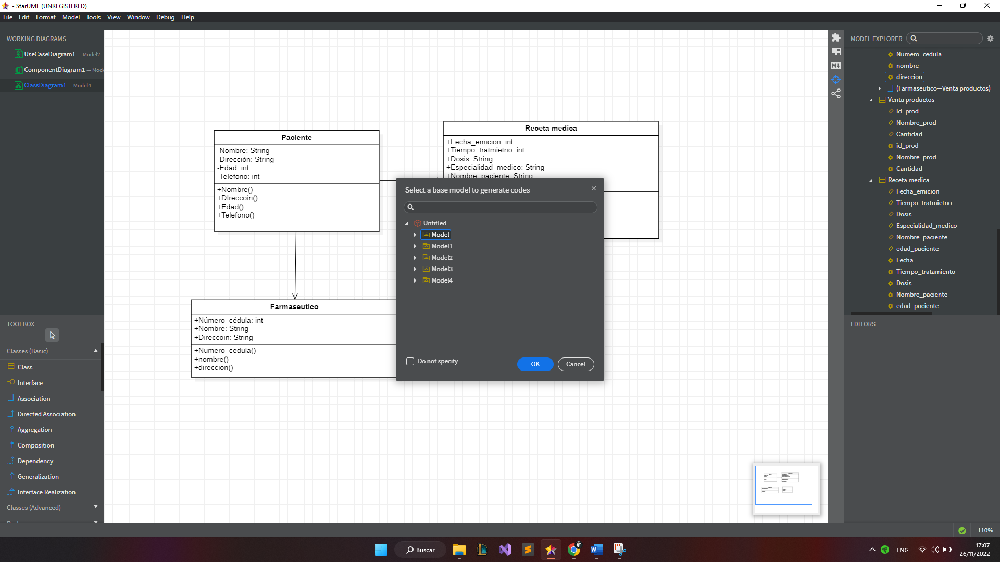 • StarUML (UNREGISTERED)
File Edit Format Model Tools View Window Debug Help
WORKING DIAGRAMS
UseCaseDiagram1 — Model2
ComponentDiagram1 — Mode
ClassDiagram1 — Model4
TOOLBOX
Classes (Basic)
Class
Interface
Association
Directed Association
Aggregation
Composition
Dependency
Generalization
Interface Realization
Classes (Advanced)
Paciente
-Nombre: String
-Dirección: String
-Edad: int
-Telefono: int
+Nombre()
+DIreccoin()
+Edad()
+Telefono()
Receta medica
+Fecha_emicion: int
+Tiempo_tratmietno: int
+Dosis: String
+Especialidad_medico: String
+Nombre_paciente: String
Farmaseutico
+Número_cédula: int
+Nombre: String
+Direccoin: String
+Numero_cedula()
+nombre()
+direccion()
Select a base model to generate codes
Untitled
Model
Model1
Model2
Model3
Model4
Do not specify
OK
Cancel
MODEL EXPLORER
Numero_cedula
nombre
direccion
(Farmaseutico—Venta productos)
Venta productos
Id_prod
Nombre_prod
Cantidad
id_prod
Nombre_prod
Cantidad
Receta medica
Fecha_emicion
Tiempo_tratmietno
Dosis
Especialidad_medico
Nombre_paciente
edad_paciente
Fecha
Tiempo_tratamiento
Dosis
Nombre_paciente
edad_paciente
EDITORS
110%
Buscar
ENG
17:07
26/11/2022